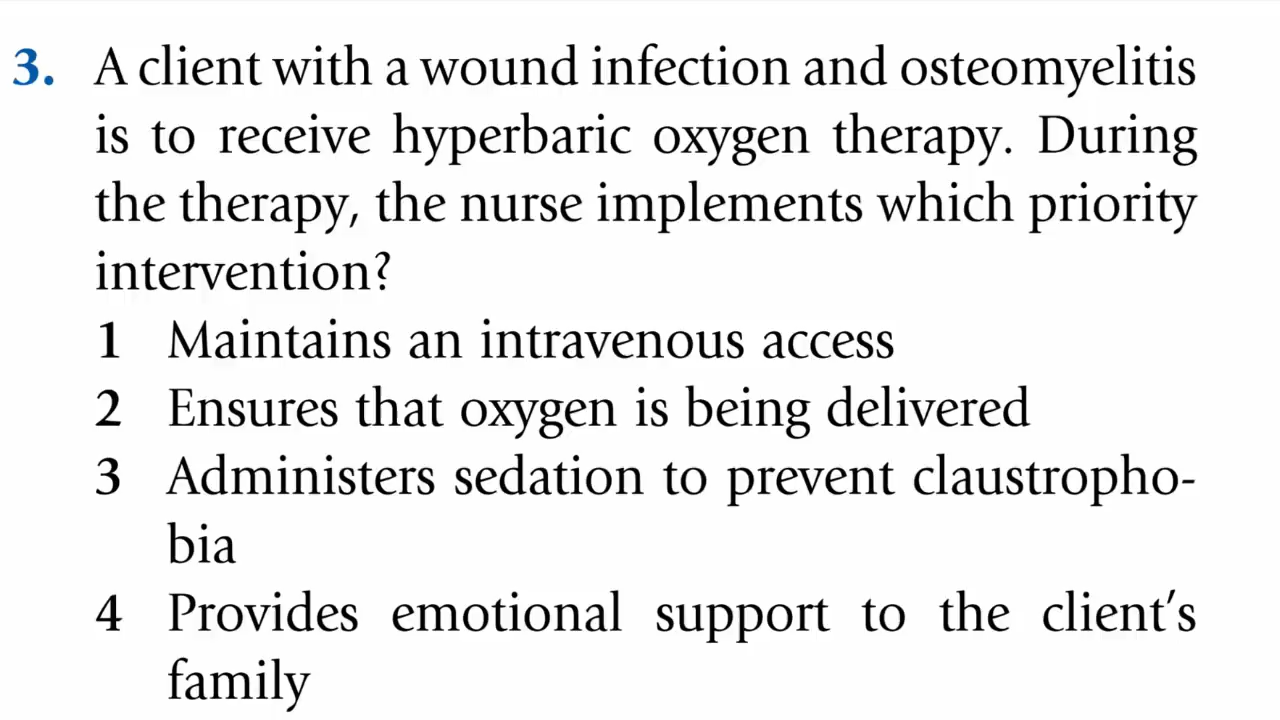 3. A client with a wound infection and osteomyelitis
is to receive hyperbaric oxygen therapy. During
the therapy, the nurse implements which priority
intervention?
1 Maintains an intravenous access
2 Ensures that oxygen is being delivered
3 Administers sedation to prevent claustropho-
bia
4 Provides emotional support to the client's
family